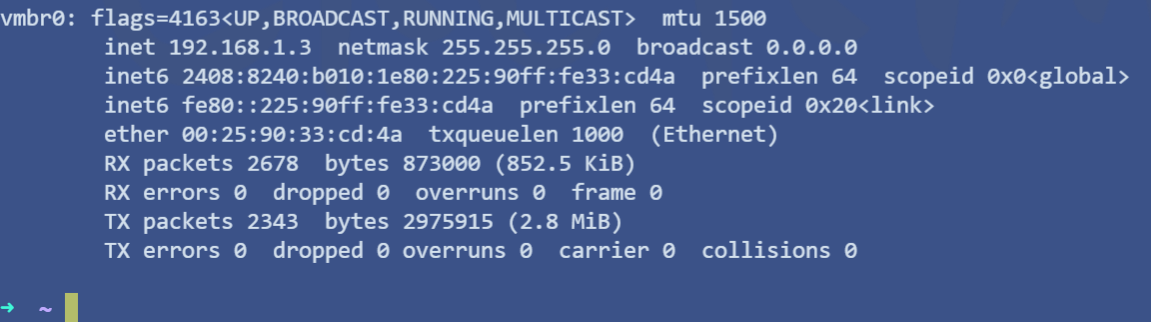 vmbr0: flags=4163<UP,BROADCAST,RUNNING,MULTICAST>  mtu 1500
        inet 192.168.1.3  netmask 255.255.255.0  broadcast 0.0.0.0
        inet6 2408:8240:b010:1e80:225:90ff:fe33:cd4a  prefixlen 64  scopeid 0x0<global>
        inet6 fe80::225:90ff:fe33:cd4a  prefixlen 64  scopeid 0x20<link>
        ether 00:25:90:33:cd:4a  txqueuelen 1000  (Ethernet)
        RX packets 2678  bytes 873000 (852.5 KiB)
        RX errors 0  dropped 0  overruns 0  frame 0
        TX packets 2343  bytes 2975915 (2.8 MiB)
        TX errors 0  dropped 0 overruns 0  carrier 0  collisions 0

➜  ~